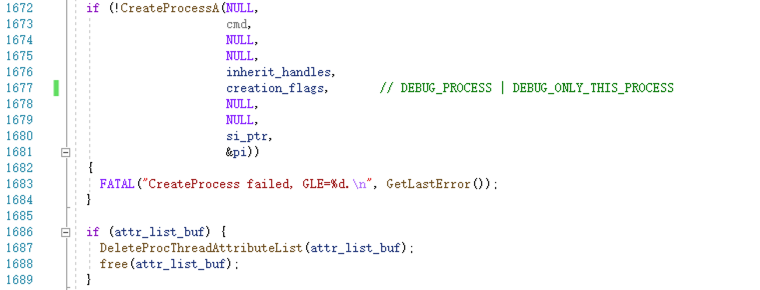 1672 if (!CreateProcessA(NULL,
1673 cmd,
1674 NULL,
1675 NULL,
1676 inherit_handles,
1677 creation_flags, // DEBUG_PROCESS | DEBUG_ONLY_THIS_PROCESS
1678 NULL,
1679 NULL,
1680 si_ptr,
1681 &pi))
1682 {
1683 FATAL("CreateProcess failed, GLE=%d.\n", GetLastError());
1684 }
1685
1686 if (attr_list_buf) {
1687 DeleteProcThreadAttributeList(attr_list_buf);
1688 free(attr_list_buf);
1689 }